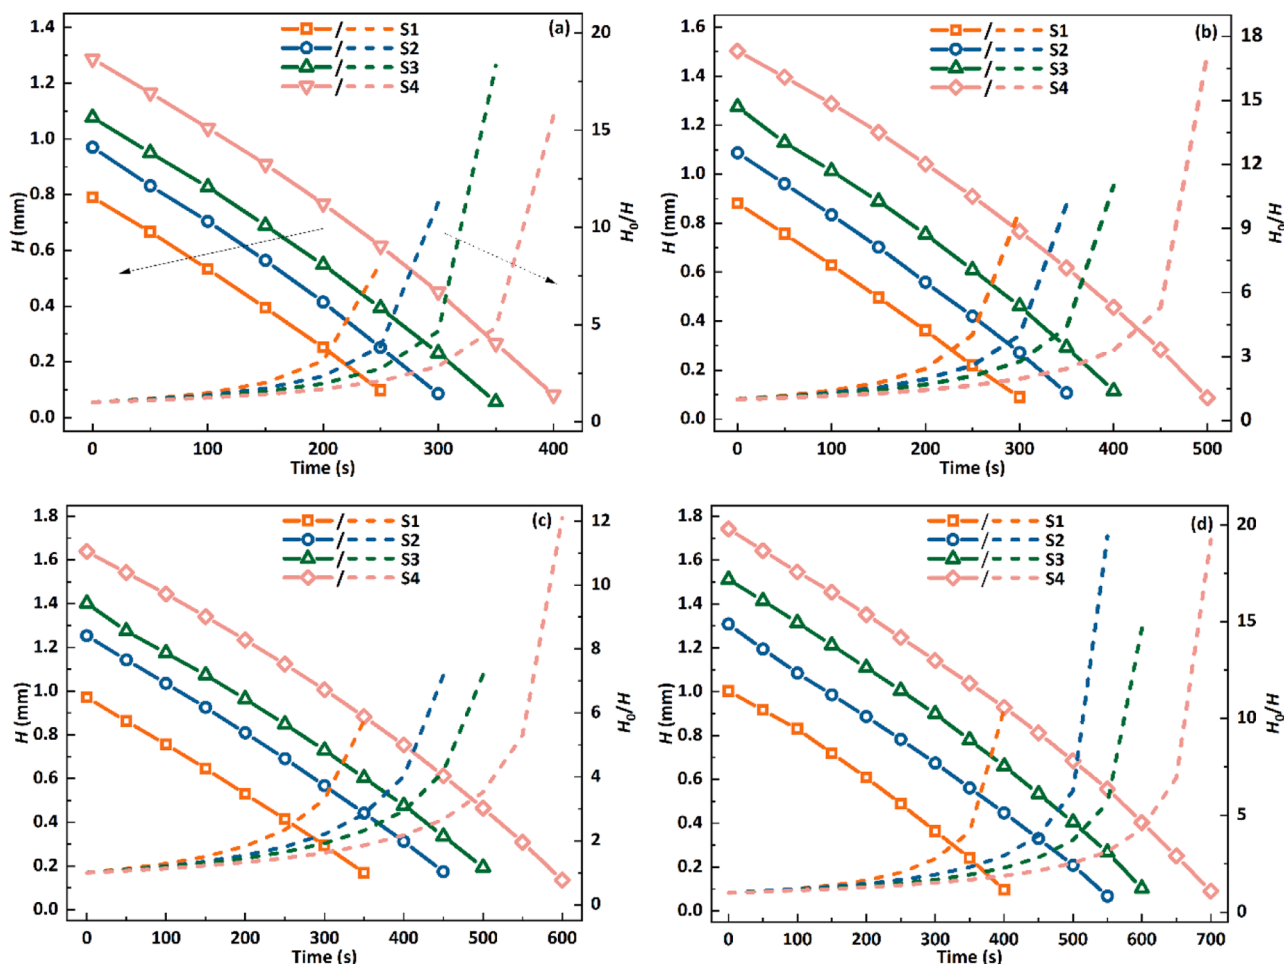 (a)
/ S1
/ S2
/ S3
/ S4
1.4
1.2
1.0
0.8
0.6
0.4
0.2
0.0
H (mm)
20
15
10
5
0
H0/H
0 100 200 300 400
Time (s)
(b)
/ S1
/ S2
/ S3
/ S4
1.6
1.4
1.2
1.0
0.8
0.6
0.4
0.2
0.0
H (mm)
18
15
12
9
6
3
0
H0/H
0 100 200 300 400 500
Time (s)
(c)
/ S1
/ S2
/ S3
/ S4
1.8
1.6
1.4
1.2
1.0
0.8
0.6
0.4
0.2
0.0
H (mm)
12
10
8
6
4
2
0
H0/H
0 100 200 300 400 500 600
Time (s)
(d)
/ S1
/ S2
/ S3
/ S4
1.8
1.6
1.4
1.2
1.0
0.8
0.6
0.4
0.2
0.0
H (mm)
20
15
10
5
0
H0/H
0 100 200 300 400 500 600 700
Time (s)